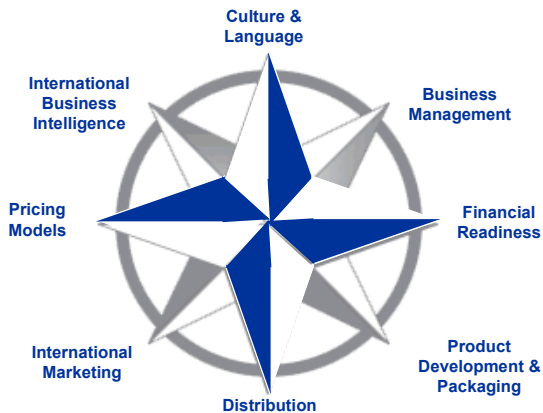 Culture &
Language
International
Business
Intelligence
Business
Management
Pricing
Models
Financial
Readiness
International
Marketing
Product
Development &
Packaging
Distribution